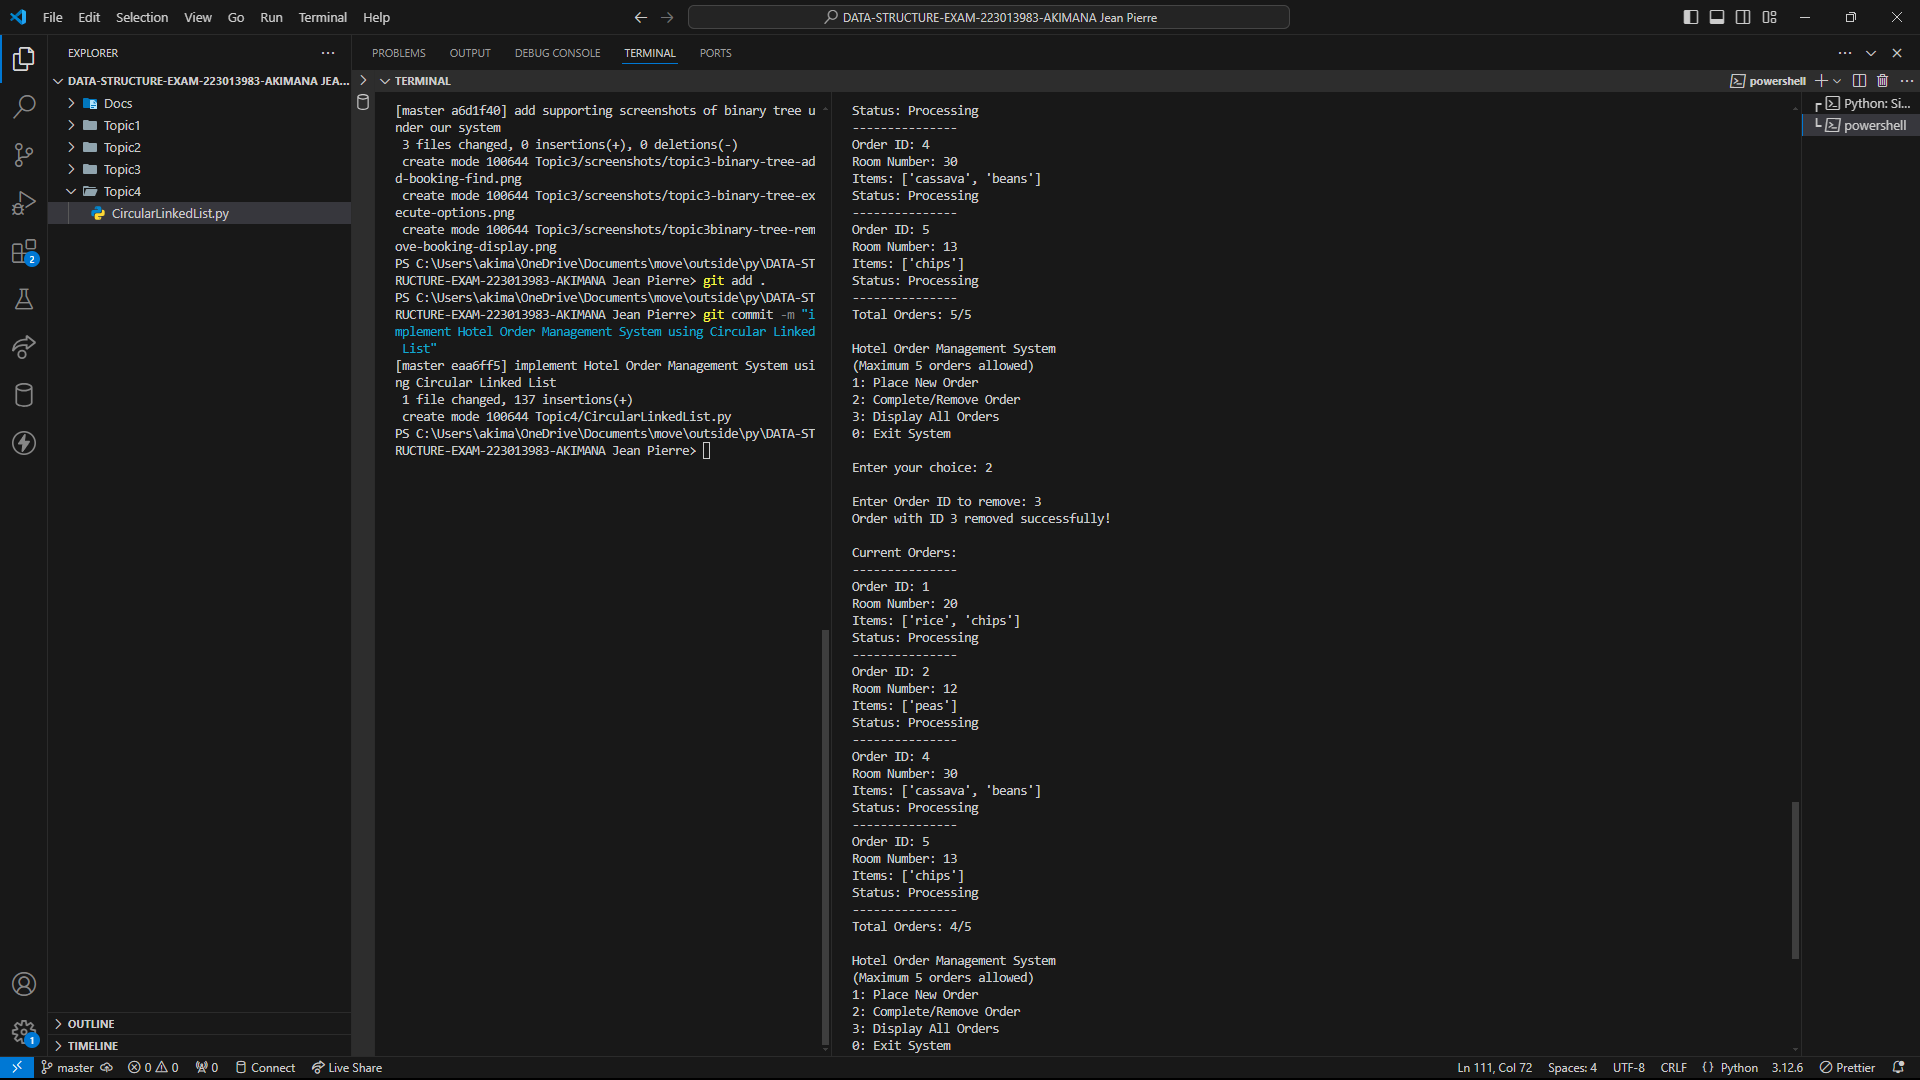 File Edit Selection View Go Run Terminal Help
DATA-STRUCTURE-EXAM-223013983-AKIMANA Jean Pierre
EXPLORER
DATA-STRUCTURE-EXAM-223013983-AKIMANA JEA...
Docs
Topic1
Topic2
Topic3
Topic4
CircularLinkedList.py
OUTLINE
TIMELINE
2
1
PROBLEMS OUTPUT DEBUG CONSOLE TERMINAL PORTS
TERMINAL
powershell
[master a6d1f40] add supporting screenshots of binary tree u
nder our system
3 files changed, 0 insertions(+), 0 deletions(-)
create mode 100644 Topic3/screenshots/topic3-binary-tree-ad
d-booking-find.png
create mode 100644 Topic3/screenshots/topic3-binary-tree-ex
ecute-options.png
create mode 100644 Topic3/screenshots/topic3binary-tree-rem
ove-booking-display.png
PS C:\Users\akima\OneDrive\Documents\move\outside\py\DATA-ST
RUCTURE-EXAM-223013983-AKIMANA Jean Pierre> git add .
PS C:\Users\akima\OneDrive\Documents\move\outside\py\DATA-ST
RUCTURE-EXAM-223013983-AKIMANA Jean Pierre> git commit -m "i
mplement Hotel Order Management System using Circular Linked
List"
[master eaa6ff5] implement Hotel Order Management System usi
ng Circular Linked List
1 file changed, 137 insertions(+)
create mode 100644 Topic4/CircularLinkedList.py
PS C:\Users\akima\OneDrive\Documents\move\outside\py\DATA-ST
RUCTURE-EXAM-223013983-AKIMANA Jean Pierre>
Status: Processing
---------------
Order ID: 4
Room Number: 30
Items: ['cassava', 'beans']
Status: Processing
---------------
Order ID: 5
Room Number: 13
Items: ['chips']
Status: Processing
---------------
Total Orders: 5/5
Hotel Order Management System
(Maximum 5 orders allowed)
1: Place New Order
2: Complete/Remove Order
3: Display All Orders
0: Exit System
Enter your choice: 2
Enter Order ID to remove: 3
Order with ID 3 removed successfully!
Current Orders:
---------------
Order ID: 1
Room Number: 20
Items: ['rice', 'chips']
Status: Processing
---------------
Order ID: 2
Room Number: 12
Items: ['peas']
Status: Processing
---------------
Order ID: 4
Room Number: 30
Items: ['cassava', 'beans']
Status: Processing
---------------
Order ID: 5
Room Number: 13
Items: ['chips']
Status: Processing
---------------
Total Orders: 4/5
Hotel Order Management System
(Maximum 5 orders allowed)
1: Place New Order
2: Complete/Remove Order
3: Display All Orders
0: Exit System
Python: Si...
powershell
master 0 0 0 Connect Live Share
Ln 111, Col 72 Spaces: 4 UTF-8 CRLF {} Python 3.12.6 Prettier